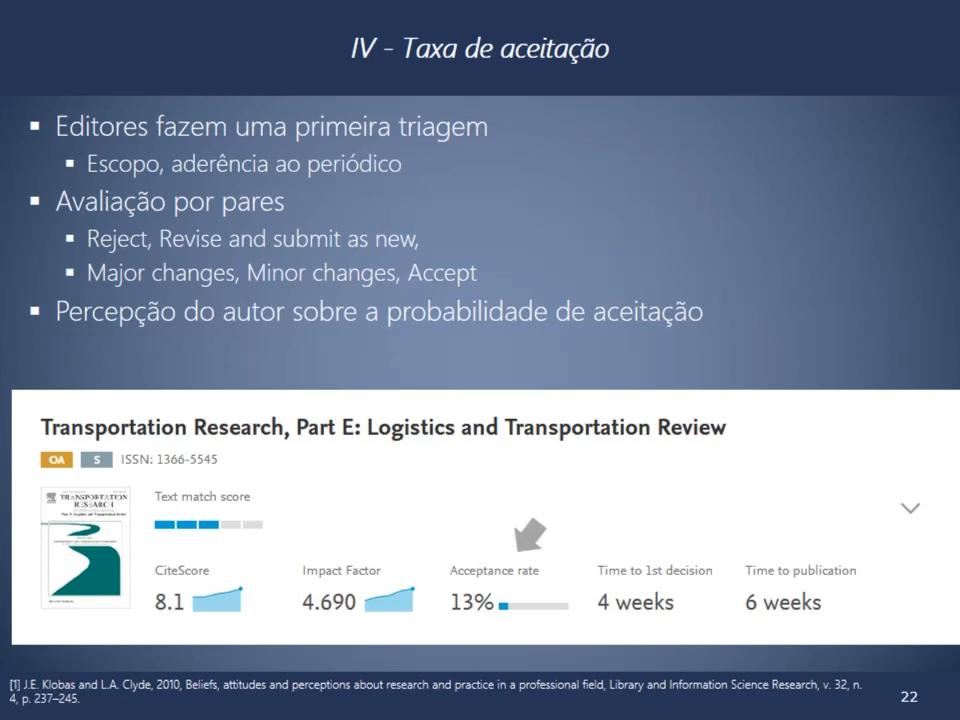 IV - Taxa de aceitação
Editores fazem uma primeira triagem
Escopo, aderência ao periódico
Avaliação por pares
Reject, Revise and submit as new,
Major changes, Minor changes, Accept
Percepção do autor sobre a probabilidade de aceitação
Transportation Research, Part E: Logistics and Transportation Review
OA S ISSN: 1366-5545
TRANSPORTATION
RESEARCH
Text match score
CiteScore Impact Factor Acceptance rate Time to 1st decision Time to publication
8.1 4.690 13% 4 weeks 6 weeks
[1] J.E. Klobas and L.A. Clyde, 2010, Beliefs, attitudes and perceptions about research and practice in a professional field, Library and Information Science Research, v. 32, n.
4, p. 237–245.
22